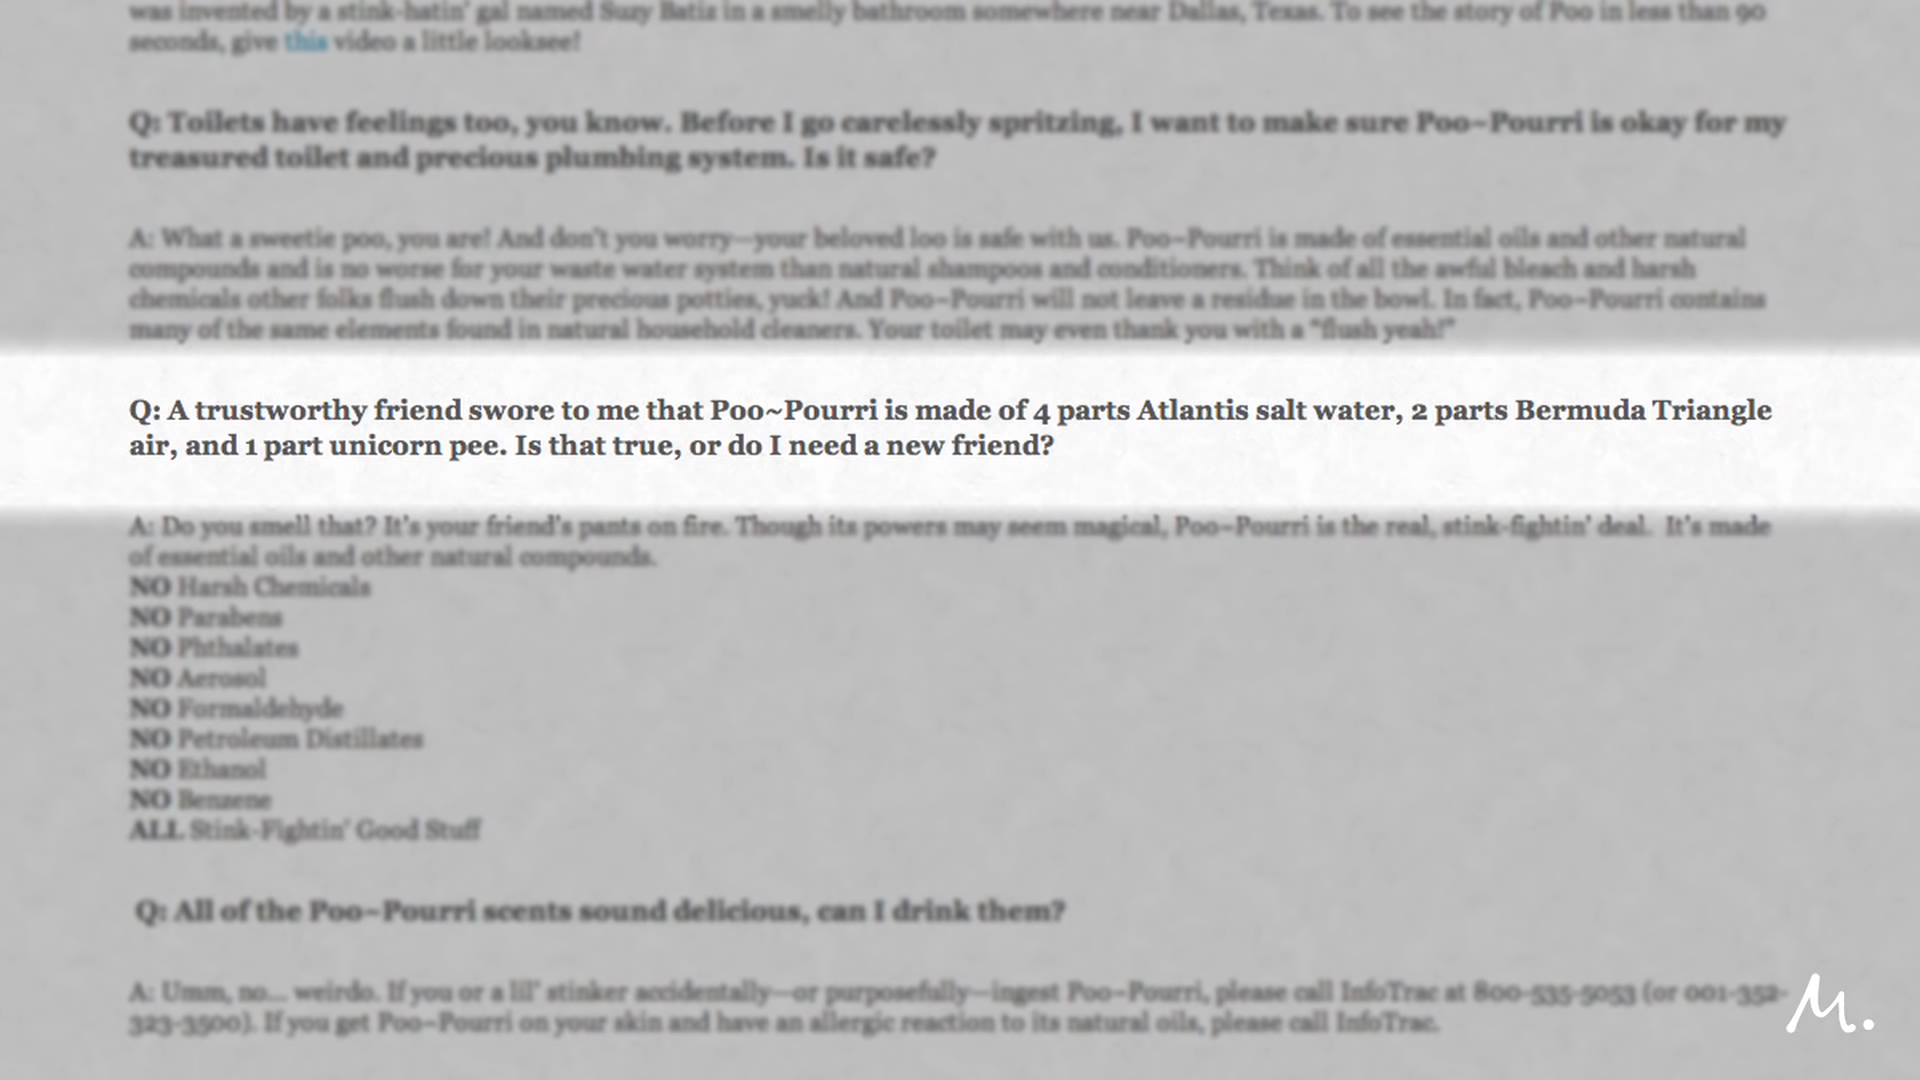 was invented by a stink-hatin' gal named Suzy Batiz in a smelly bathroom somewhere near Dallas, Texas. To see the story of Poo in less than 90
seconds, give this video a little looksee!
Q: Toilets have feelings too, you know. Before I go carelessly spritzing, I want to make sure Poo~Pourri is okay for my
treasured toilet and precious plumbing system. Is it safe?
A: What a sweetie poo, you are! And don't you worry—your beloved loo is safe with us. Poo~Pourri is made of essential oils and other natural
compounds and is no worse for your waste water system than natural shampoos and conditioners. Think of all the awful bleach and harsh
chemicals other folks flush down their precious potties, yuck! And Poo~Pourri will not leave a residue in the bowl. In fact, Poo~Pourri contains
many of the same elements found in natural household cleaners. Your toilet may even thank you with a "flush yeah!"
Q: A trustworthy friend swore to me that Poo~Pourri is made of 4 parts Atlantis salt water, 2 parts Bermuda Triangle
air, and 1 part unicorn pee. Is that true, or do I need a new friend?
A: Do you smell that? It's your friend's pants on fire. Though its powers may seem magical, Poo~Pourri is the real, stink-fightin' deal. It's made
of essential oils and other natural compounds.
NO Harsh Chemicals
NO Parabens
NO Phthalates
NO Aerosol
NO Formaldehyde
NO Petroleum Distillates
NO Ethanol
NO Benzene
ALL Stink-Fightin' Good Stuff
Q: All of the Poo~Pourri scents sound delicious, can I drink them?
A: Umm, no... weirdo. If you or a lil' stinker accidentally—or purposefully—ingest Poo~Pourri, please call InfoTrac at 800-535-5053 (or 001-352-
323-3500). If you get Poo~Pourri on your skin and have an allergic reaction to its natural oils, please call InfoTrac.
M.